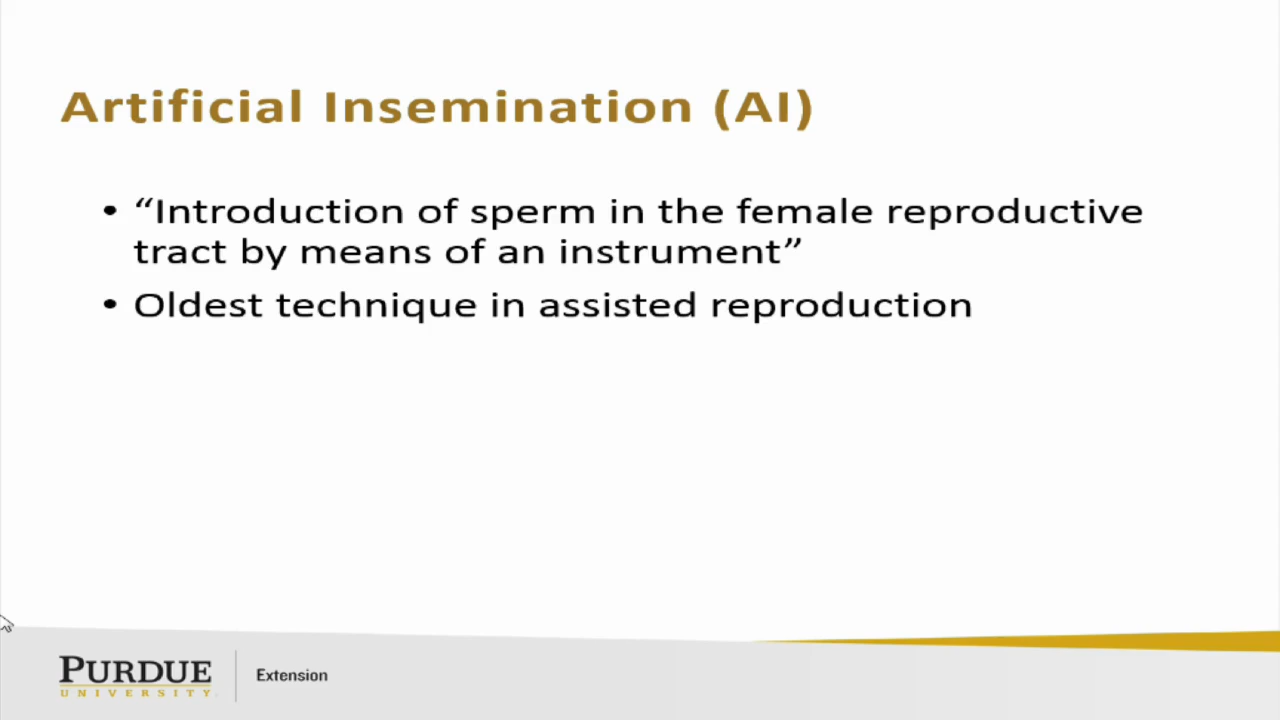 Artificial Insemination (AI)
• “Introduction of sperm in the female reproductive
tract by means of an instrument”
• Oldest technique in assisted reproduction
PURDUE
UNIVERSITY
Extension